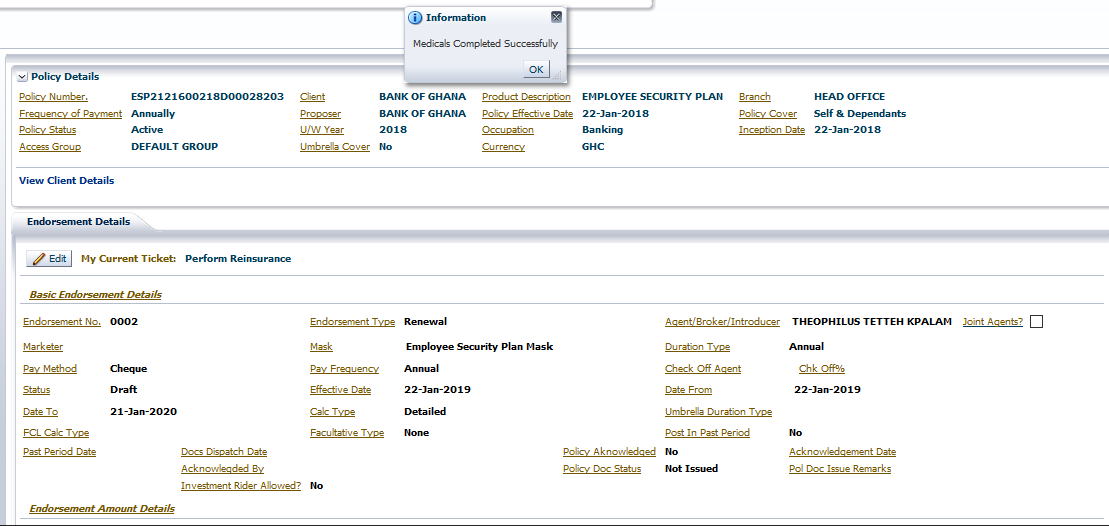 Information
Medicals Completed Successfully
OK
Policy Details
Policy Number. ESP2121600218D00028203 Client BANK OF GHANA Product Description EMPLOYEE SECURITY PLAN Branch HEAD OFFICE
Frequency of Payment Annually Proposer BANK OF GHANA Policy Effective Date 22-Jan-2018 Policy Cover Self & Dependants
Policy Status Active U/W Year 2018 Occupation Banking Inception Date 22-Jan-2018
Access Group DEFAULT GROUP Umbrella Cover No Currency GHC
View Client Details
Endorsement Details
Edit My Current Ticket: Perform Reinsurance
Basic Endorsement Details
Endorsement No. 0002 Endorsement Type Renewal Agent/Broker/Introducer THEOPHILUS TETTEH KPALAM Joint Agents?
Marketer Mask Employee Security Plan Mask Duration Type Annual
Pay Method Cheque Pay Frequency Annual Check Off Agent Chk Off%
Status Draft Effective Date 22-Jan-2019 Date From 22-Jan-2019
Date To 21-Jan-2020 Calc Type Detailed Umbrella Duration Type
FCL Calc Type Facultative Type None Post In Past Period No
Past Period Date Docs Dispatch Date Policy Aknowledged No Acknowledgement Date
Acknowlegded By Policy Doc Status Not Issued Pol Doc Issue Remarks
Investment Rider Allowed? No
Endorsement Amount Details